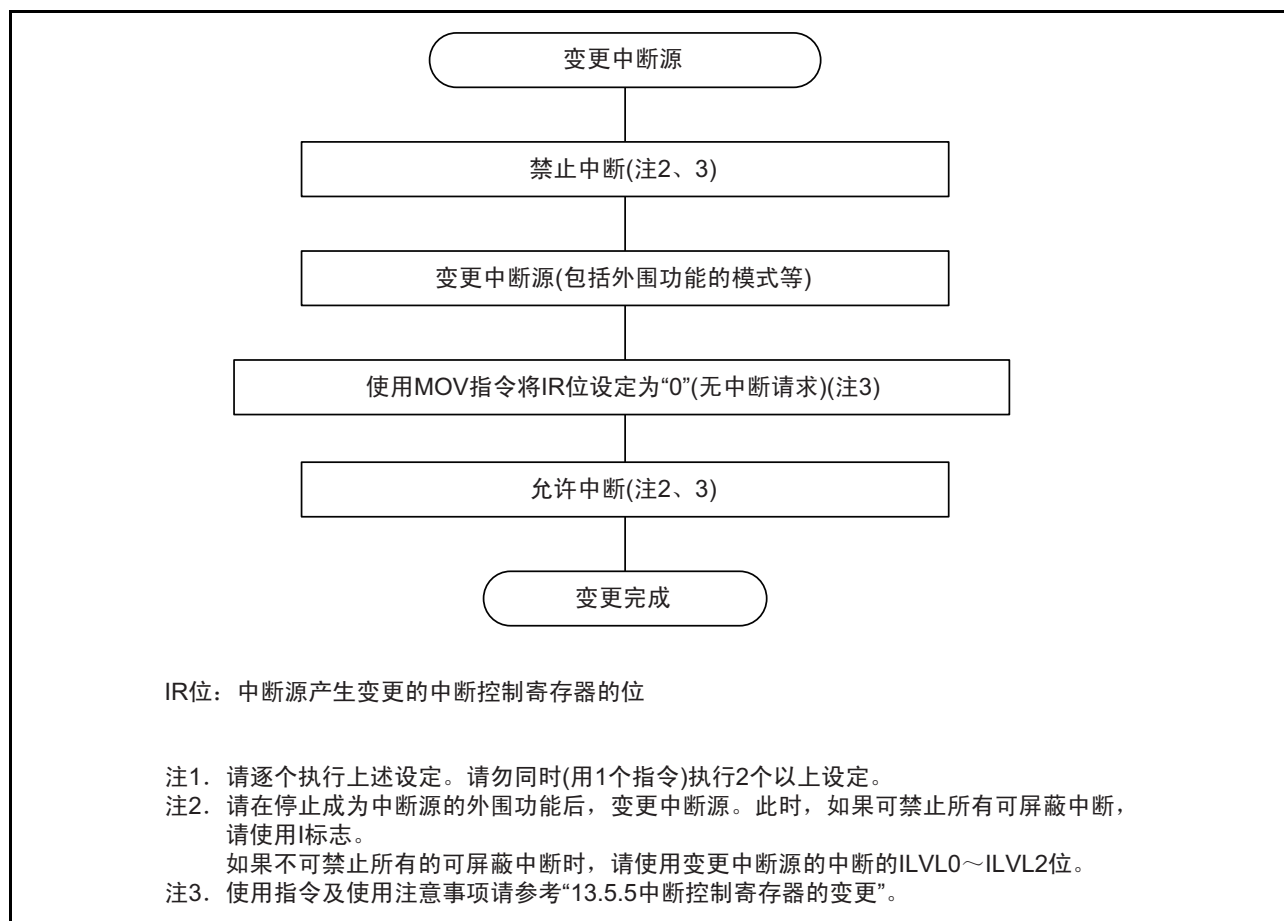 变更中断源
禁止中断(注2、3)
变更中断源(包括外围功能的模式等)
使用MOV指令将IR位设定为“0”(无中断请求)(注3)
允许中断(注2、3)
变更完成
IR位：中断源产生变更的中断控制寄存器的位
注1．请逐个执行上述设定。请勿同时(用1个指令)执行2个以上设定。
注2．请在停止成为中断源的外围功能后，变更中断源。此时，如果可禁止所有可屏蔽中断，
请使用I标志。
如果不可禁止所有的可屏蔽中断时，请使用变更中断源的中断的ILVL0～ILVL2位。
注3．使用指令及使用注意事项请参考“13.5.5中断控制寄存器的变更”。